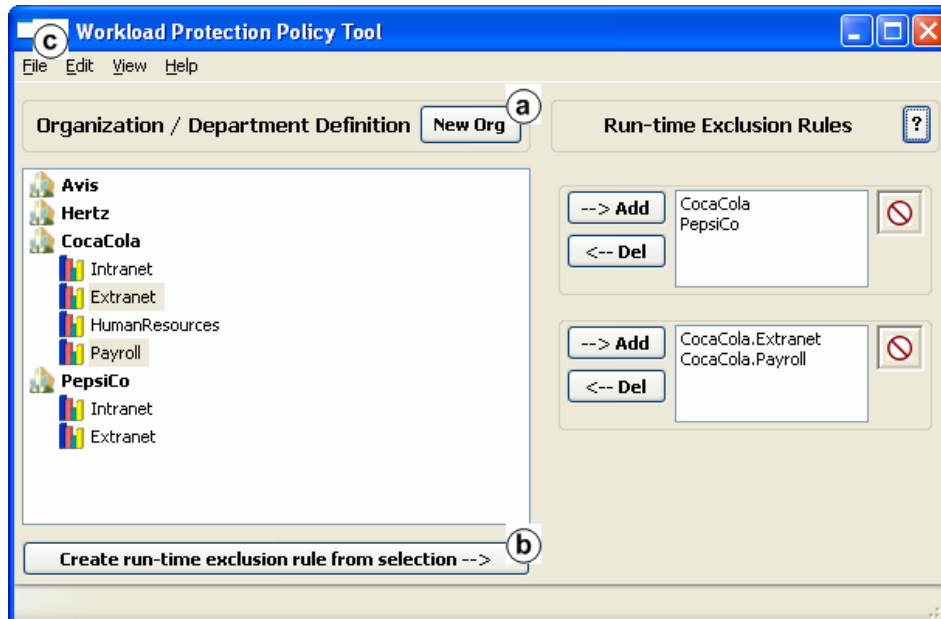 Workload Protection Policy Tool
c
File Edit View Help
a
Organization / Department Definition New Org
Run-time Exclusion Rules ?
Avis
Hertz
CocaCola
Intranet
Extranet
HumanResources
Payroll
PepsiCo
Intranet
Extranet
--> Add
<-- Del
CocaCola
PepsiCo
--> Add
<-- Del
CocaCola.Extranet
CocaCola.Payroll
b
Create run-time exclusion rule from selection -->